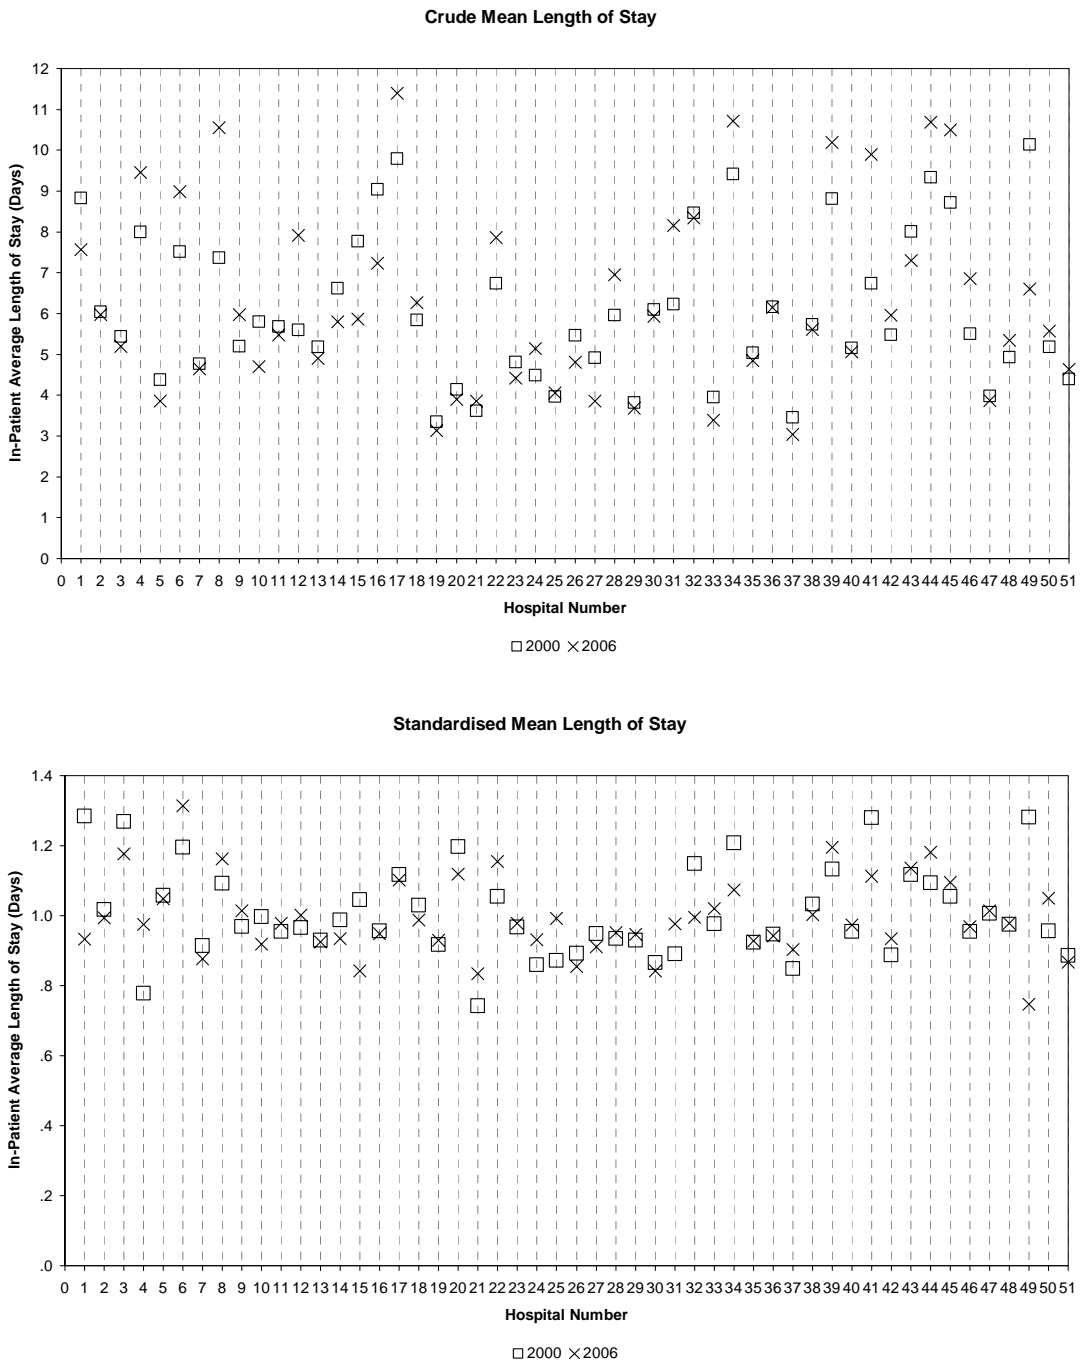 Crude Mean Length of Stay
In-Patient Average Length of Stay (Days)
12
11
10
9
8
7
6
5
4
3
2
1
0
0 1 2 3 4 5 6 7 8 9 10 11 12 13 14 15 16 17 18 19 20 21 22 23 24 25 26 27 28 29 30 31 32 33 34 35 36 37 38 39 40 41 42 43 44 45 46 47 48 49 50 51
Hospital Number
2000 2006
Standardised Mean Length of Stay
In-Patient Average Length of Stay (Days)
1.4
1.2
1.0
.8
.6
.4
.2
.0
0 1 2 3 4 5 6 7 8 9 10 11 12 13 14 15 16 17 18 19 20 21 22 23 24 25 26 27 28 29 30 31 32 33 34 35 36 37 38 39 40 41 42 43 44 45 46 47 48 49 50 51
Hospital Number
2000 2006